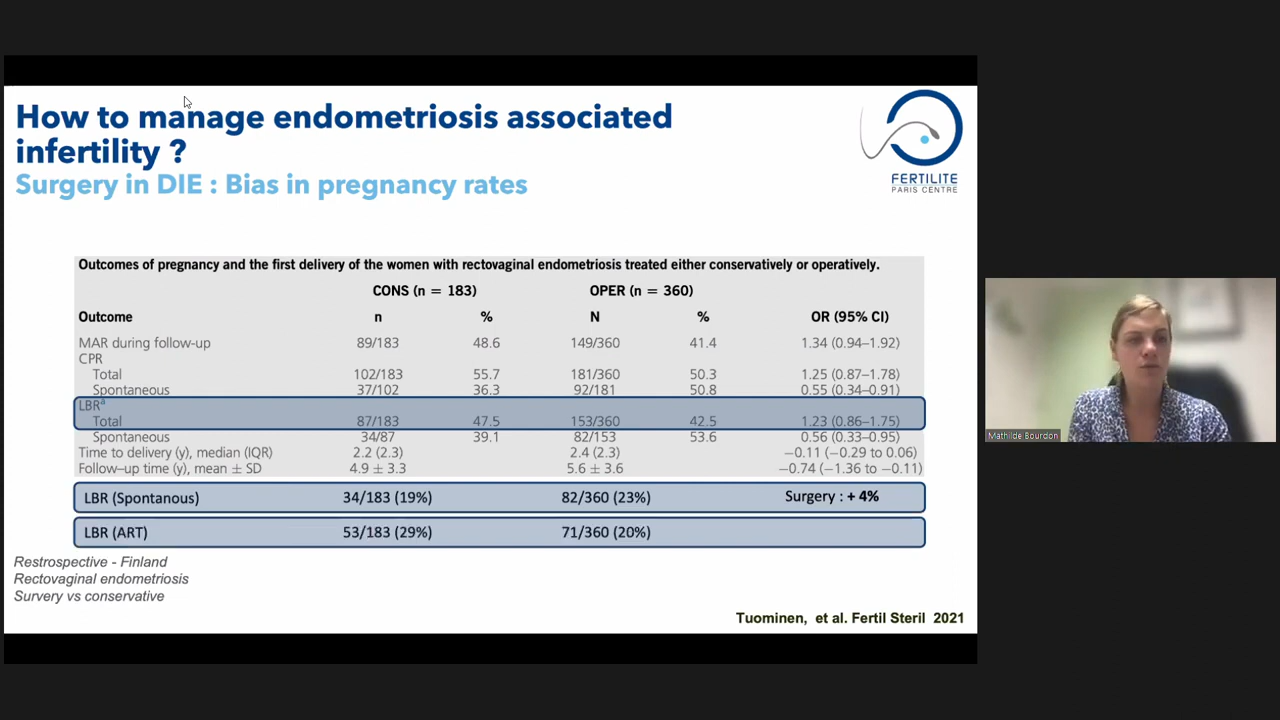 How to manage endometriosis associated
infertility ?
Surgery in DIE : Bias in pregnancy rates
FERTILITE
PARIS CENTRE
Outcomes of pregnancy and the first delivery of the women with rectovaginal endometriosis treated either conservatively or operatively.
CONS (n = 183) OPER (n = 360)
Outcome n % N % OR (95% CI)
MAR during follow-up 89/183 48.6 149/360 41.4 1.34 (0.94–1.92)
CPR
Total 102/183 55.7 181/360 50.3 1.25 (0.87–1.78)
Spontaneous 37/102 36.3 92/181 50.8 0.55 (0.34–0.91)
LBRa
Total 87/183 47.5 153/360 42.5 1.23 (0.86–1.75)
Spontaneous 34/87 39.1 82/153 53.6 0.56 (0.33–0.95)
Time to delivery (y), median (IQR) 2.2 (2.3) 2.4 (2.3) −0.11 (−0.29 to 0.06)
Follow–up time (y), mean ± SD 4.9 ± 3.3 5.6 ± 3.6 −0.74 (−1.36 to −0.11)
LBR (Spontanous) 34/183 (19%) 82/360 (23%) Surgery : + 4%
LBR (ART) 53/183 (29%) 71/360 (20%)
Restrospective - Finland
Rectovaginal endometriosis
Survery vs conservative
Tuominen, et al. Fertil Steril 2021
Mathilde Bourdon